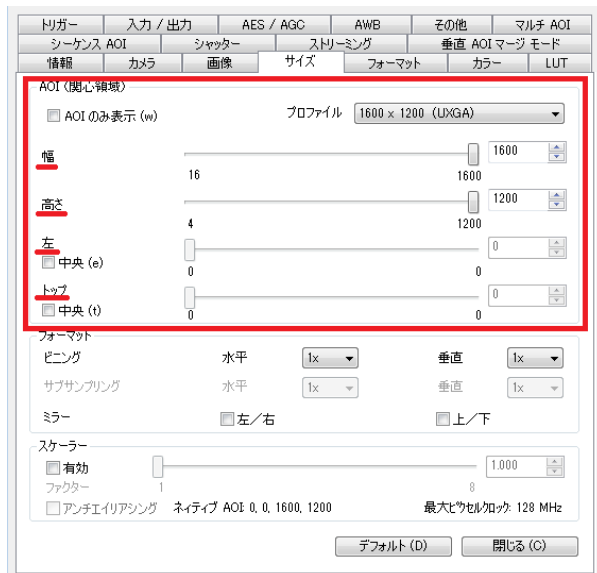 トリガー 入力 / 出力 AES / AGC AWB その他 マルチ AOI
シーケンス AOI シャッター ストリーミング 垂直 AOI マージ モード
情報 カメラ 画像 サイズ フォーマット カラー LUT
AOI (関心領域)
AOI のみ表示 (w) プロファイル 1600 x 1200 (UXGA)
幅 1600
16 1600
高さ 1200
4 1200
左 0
中央 (e) 0 0
トップ 0
中央 (t) 0 0
フォーマット
ビニング 水平 1x 垂直 1x
サブサンプリング 水平 1x 垂直 1x
ミラー 左／右 上／下
スケーラー
有効 1.000
ファクター 1 8
アンチエイリアシング ネイティブ AOI: 0, 0, 1600, 1200 最大ピクセルクロック: 128 MHz
デフォルト (D) 閉じる (C)